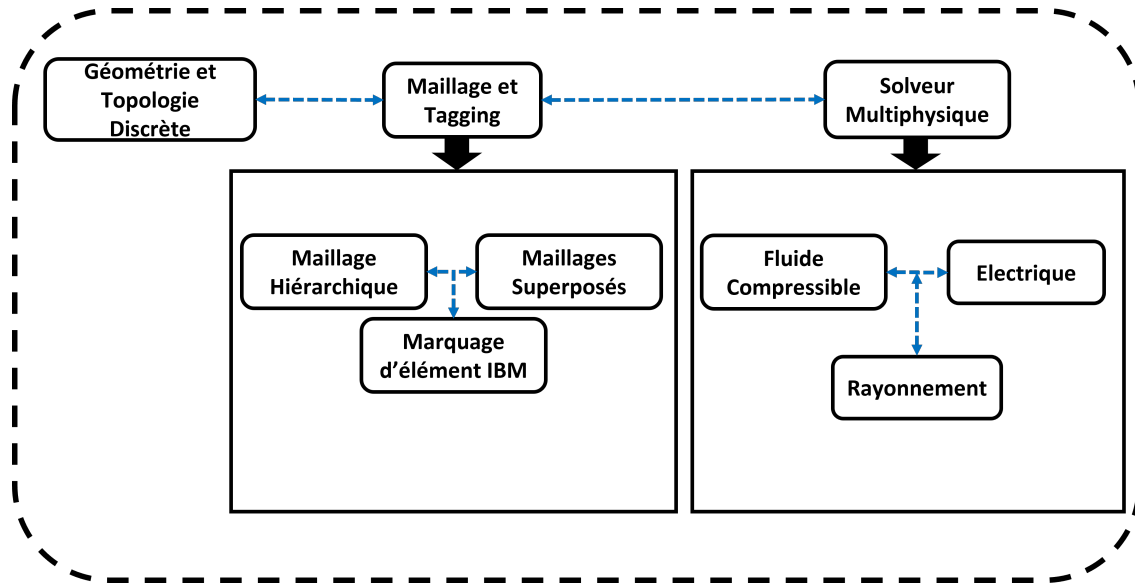 Géométrie et
Topologie
Discrète
Maillage et
Tagging
Solveur
Multiphysique
Maillage
Hiérarchique
Maillages
Superposés
Marquage
d’élément IBM
Fluide
Compressible
Electrique
Rayonnement